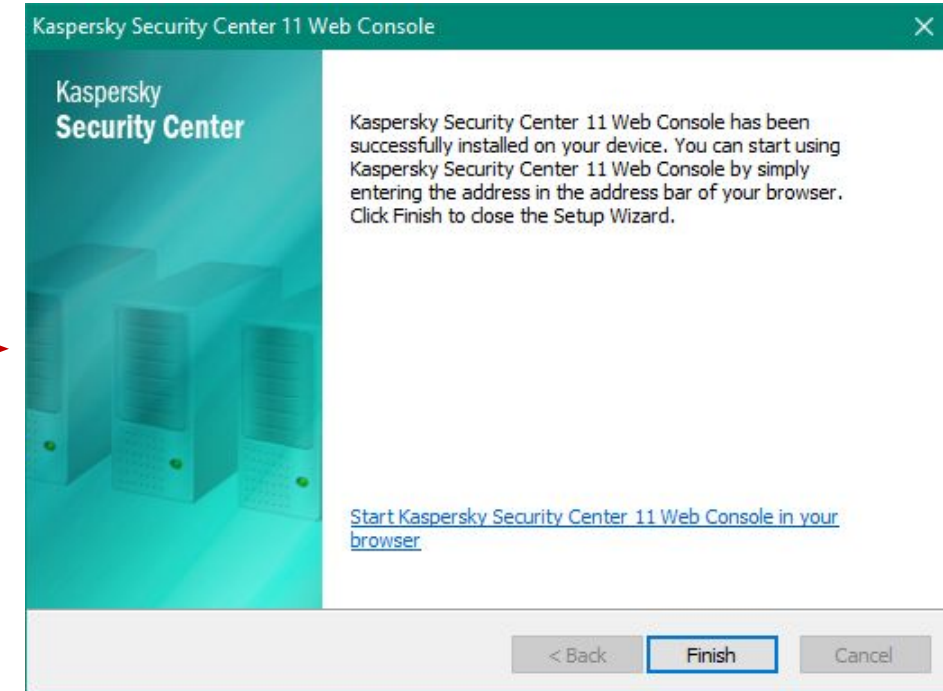 Kaspersky Security Center 11 Web Console
Kaspersky
Security Center
Kaspersky Security Center 11 Web Console has been
successfully installed on your device. You can start using
Kaspersky Security Center 11 Web Console by simply
entering the address in the address bar of your browser.
Click Finish to close the Setup Wizard.
Start Kaspersky Security Center 11 Web Console in your
browser
< Back
Finish
Cancel